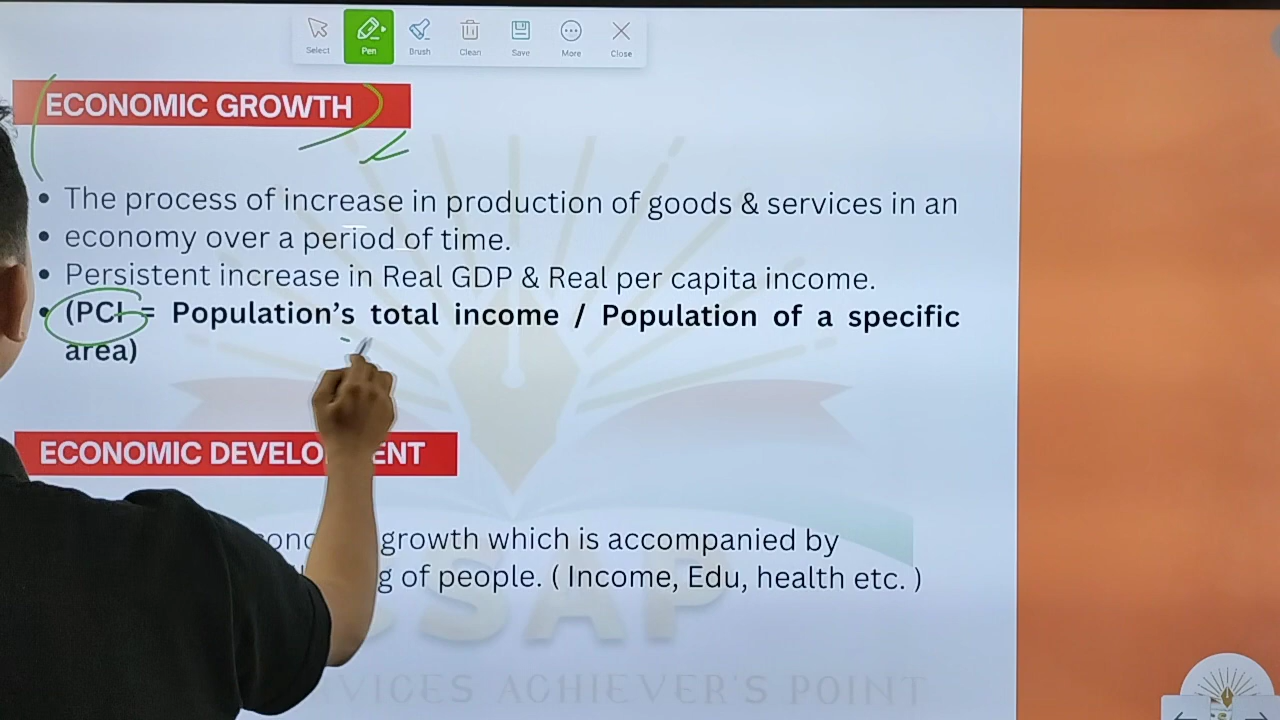 Select Pen Brush Clean Save More Close
ECONOMIC GROWTH
• The process of increase in production of goods & services in an
• economy over a period of time.
• Persistent increase in Real GDP & Real per capita income.
• (PCI = Population's total income / Population of a specific
area)
ECONOMIC DEVELO ENT
growth which is accompanied by
of people. ( Income, Edu, health etc. )
ACHIEVER'S POINT